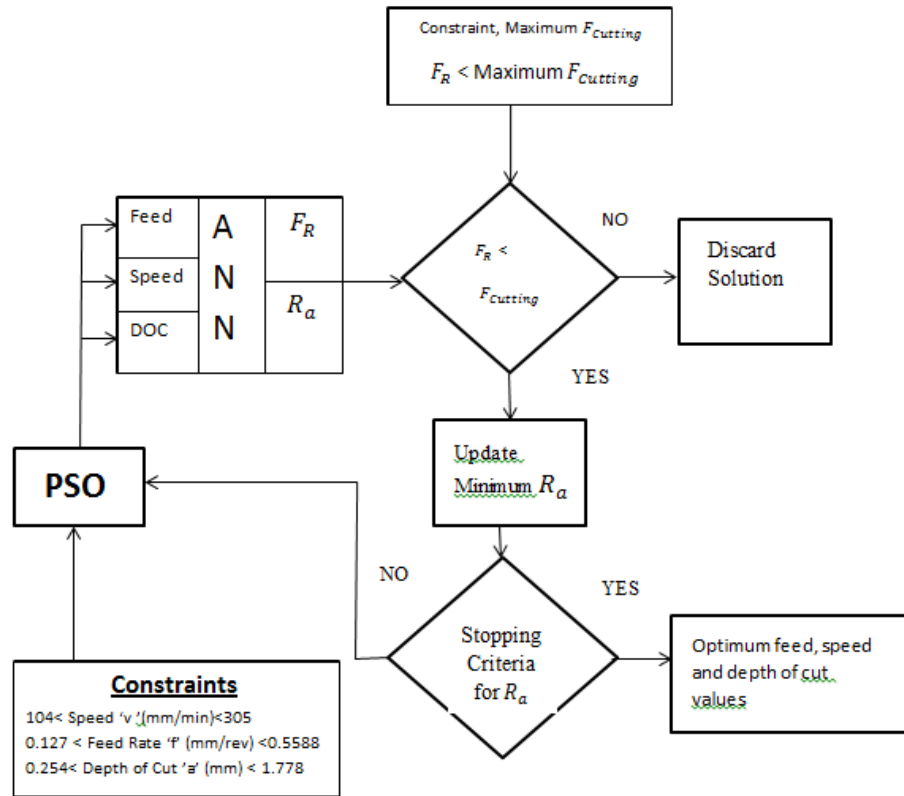 Constraint, Maximum F_Cutting
F_R < Maximum F_Cutting
Feed
Speed
DOC
A
N
N
F_R
R_a
F_R <
F_Cutting
NO
Discard
Solution
YES
Update
Minimum R_a
PSO
NO
YES
Stopping
Criteria
for R_a
Optimum feed, speed
and depth of cut
values
Constraints
104< Speed ‘v ’(mm/min)<305
0.127 < Feed Rate ‘f’ (mm/rev) <0.5588
0.254< Depth of Cut ‘a’ (mm) < 1.778